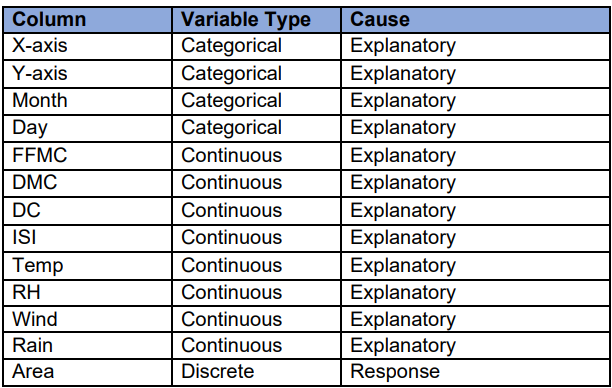 Column Variable Type Cause
X-axis Categorical Explanatory
Y-axis Categorical Explanatory
Month Categorical Explanatory
Day Categorical Explanatory
FFMC Continuous Explanatory
DMC Continuous Explanatory
DC Continuous Explanatory
ISI Continuous Explanatory
Temp Continuous Explanatory
RH Continuous Explanatory
Wind Continuous Explanatory
Rain Continuous Explanatory
Area Discrete Response